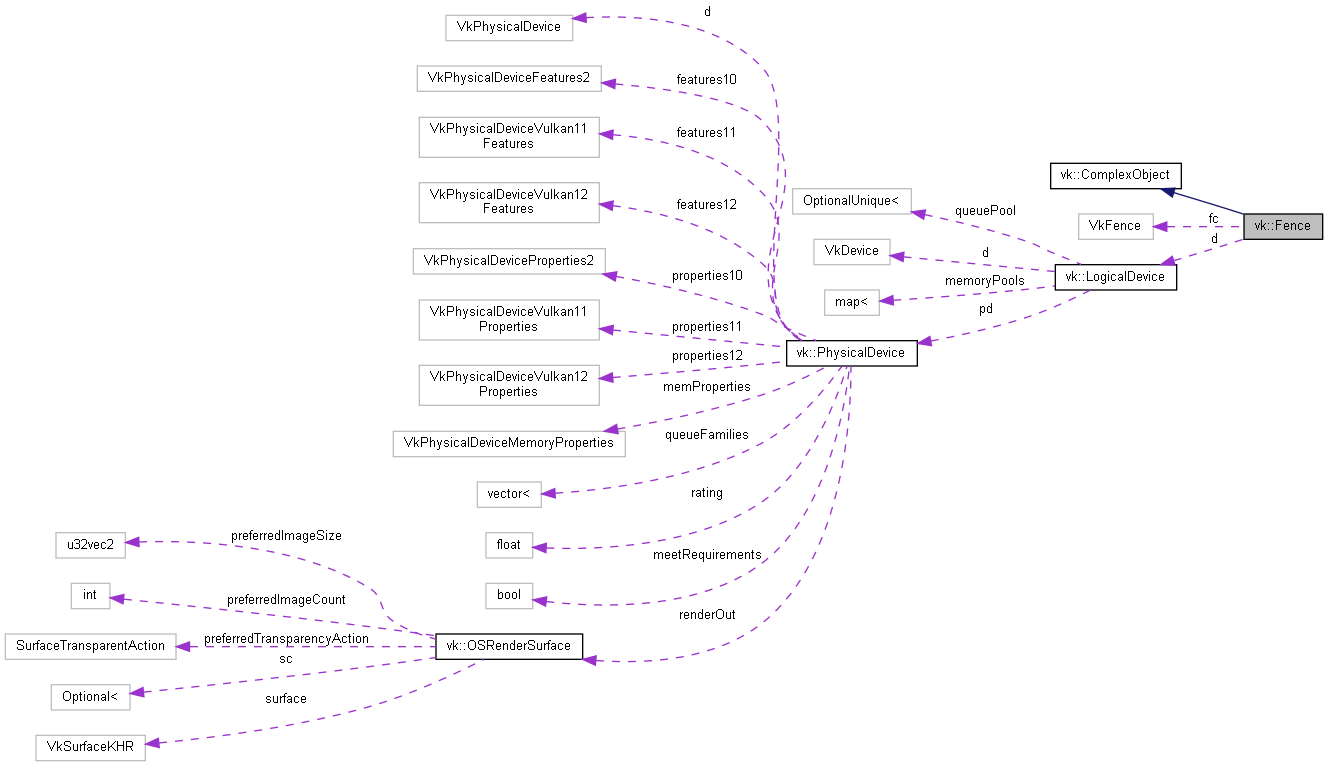 d
VkPhysicalDevice
features10
VkPhysicalDeviceFeatures2
VkPhysicalDeviceVulkan11
Features
features11
vk::ComplexObject
VkPhysicalDeviceVulkan12
Features
features12
OptionalUnique<
queuePool
VkFence
fc
vk::Fence
d
VkDevice
d
VkPhysicalDeviceProperties2
properties10
vk::LogicalDevice
memoryPools
map<
pd
VkPhysicalDeviceVulkan11
Properties
properties11
vk::PhysicalDevice
properties12
VkPhysicalDeviceVulkan12
Properties
memProperties
VkPhysicalDeviceMemoryProperties
queueFamilies
vector<
rating
preferredImageSize
u32vec2
float
meetRequirements
int
preferredImageCount
bool
renderOut
SurfaceTransparentAction
preferredTransparencyAction
vk::OSRenderSurface
sc
Optional<
surface
VkSurfaceKHR